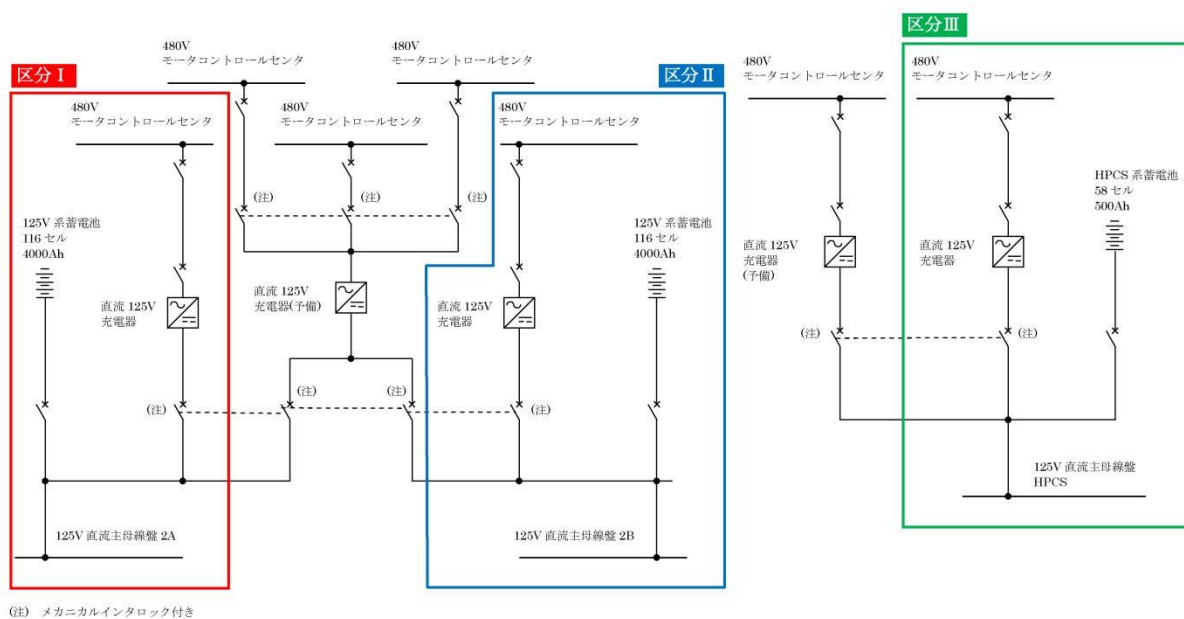 480V
モータコントロールセンタ
480V
モータコントロールセンタ
区分Ⅰ
480V
モータコントロールセンタ
480V
モータコントロールセンタ
区分Ⅱ
480V
モータコントロールセンタ
区分Ⅲ
480V
モータコントロールセンタ
480V
モータコントロールセンタ
(注)
(注)
(注)
125V 系蓄電池
116 セル
4000Ah
直流 125V
充電器
直流 125V
充電器(予備)
直流 125V
充電器
125V 系蓄電池
116 セル
4000Ah
(注)
(注)
(注)
(注)
125V 直流主母線盤 2A
125V 直流主母線盤 2B
直流 125V
充電器
(予備)
直流 125V
充電器
HPCS 系蓄電池
58 セル
500Ah
(注)
(注)
125V 直流主母線盤
HPCS
(注) メカニカルインタロック付き